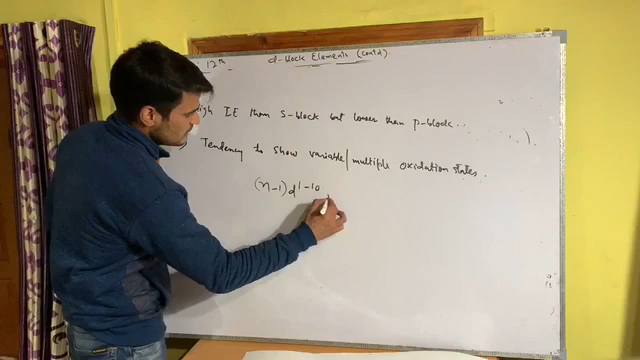 12th d-block Elements (contd)
High IE than S-block but lower than p-block..
Tendency to show variable/multiple oxidation states.
(n-1)d1-10